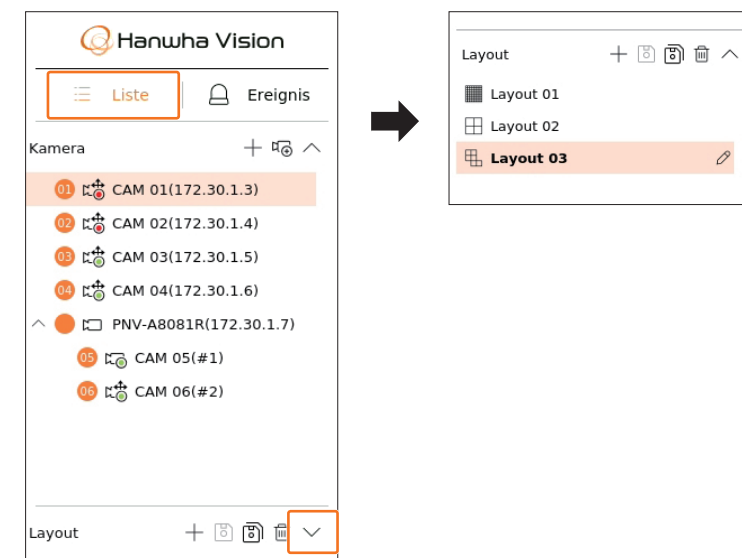 Hanwha Vision
Liste
Ereignis
Kamera
01 CAM 01(172.30.1.3)
02 CAM 02(172.30.1.4)
03 CAM 03(172.30.1.5)
04 CAM 04(172.30.1.6)
PNV-A8081R(172.30.1.7)
05 CAM 05(#1)
06 CAM 06(#2)
Layout
Layout
Layout 01
Layout 02
Layout 03